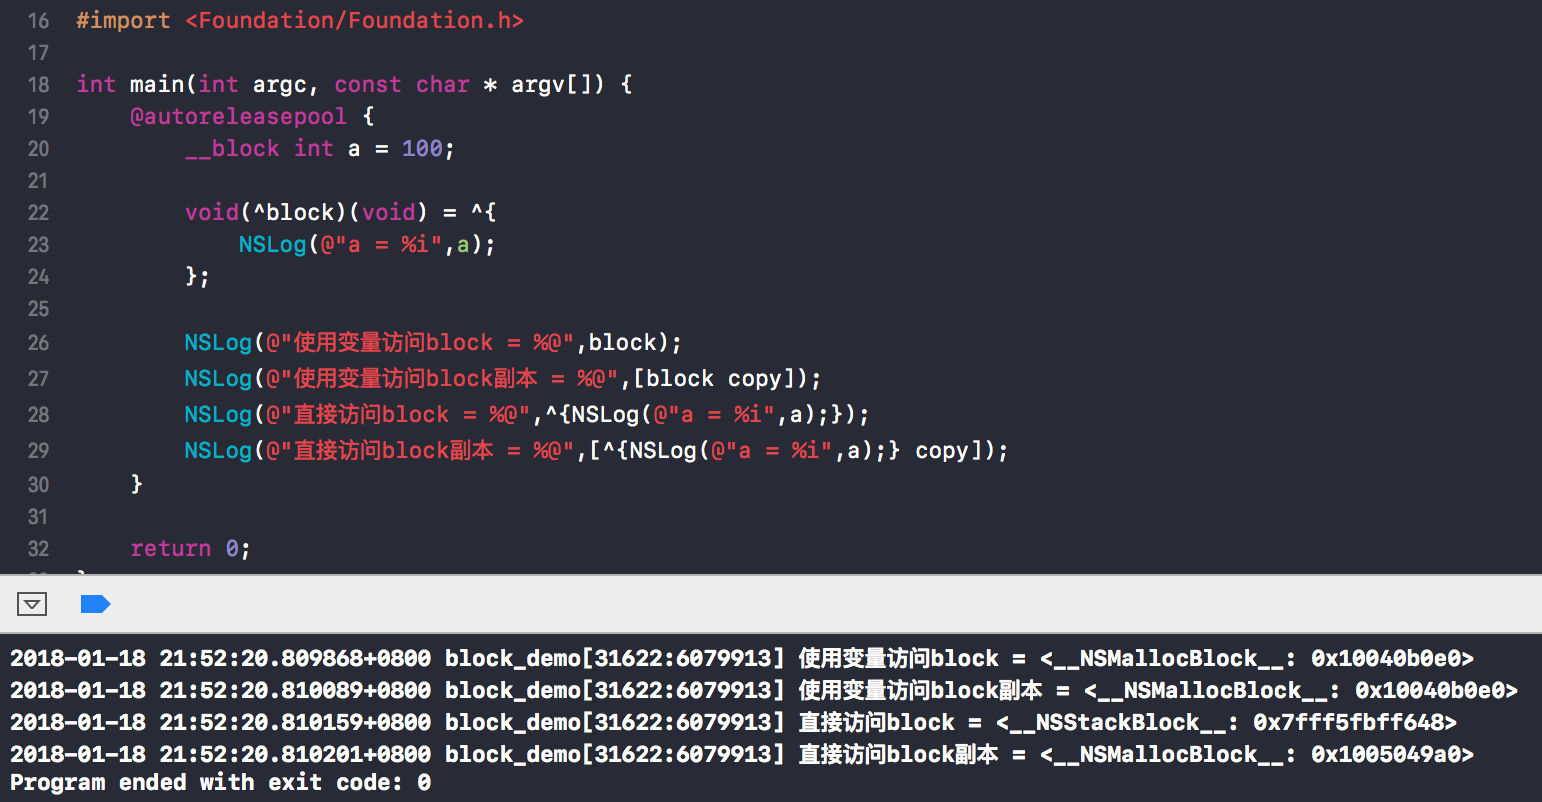 16 #import <Foundation/Foundation.h>
17
18 int main(int argc, const char * argv[]) {
19     @autoreleasepool {
20         __block int a = 100;
21
22         void(^block)(void) = ^{
23             NSLog(@"a = %i",a);
24         };
25
26         NSLog(@"使用变量访问block = %@",block);
27         NSLog(@"使用变量访问block副本 = %@",[block copy]);
28         NSLog(@"直接访问block = %@",^{NSLog(@"a = %i",a);});
29         NSLog(@"直接访问block副本 = %@",[^{NSLog(@"a = %i",a);} copy]);
30     }
31
32     return 0;
2018-01-18 21:52:20.809868+0800 block_demo[31622:6079913] 使用变量访问block = <__NSMallocBlock__: 0x10040b0e0>
2018-01-18 21:52:20.810089+0800 block_demo[31622:6079913] 使用变量访问block副本 = <__NSMallocBlock__: 0x10040b0e0>
2018-01-18 21:52:20.810159+0800 block_demo[31622:6079913] 直接访问block = <__NSStackBlock__: 0x7fff5fbff648>
2018-01-18 21:52:20.810201+0800 block_demo[31622:6079913] 直接访问block副本 = <__NSMallocBlock__: 0x1005049a0>
Program ended with exit code: 0